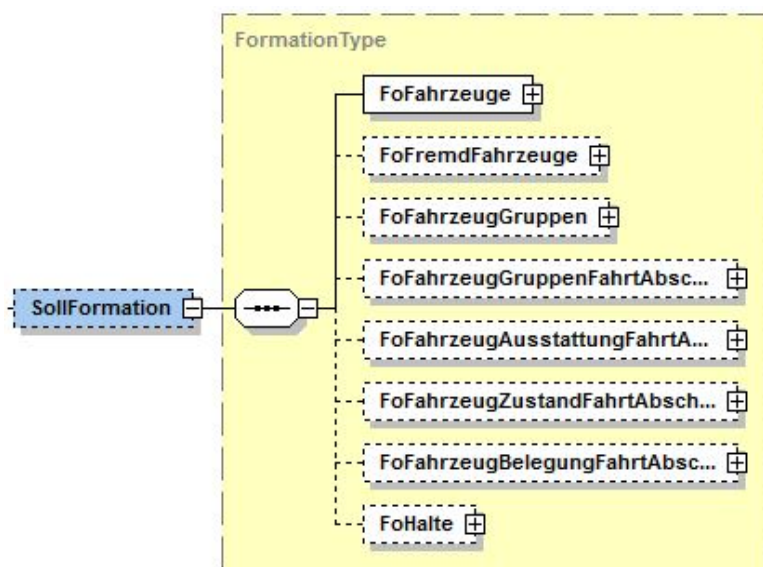 FormationType
FoFahrzeuge
FoFremdFahrzeuge
FoFahrzeugGruppen
FoFahrzeugGruppenFahrtAbsc...
SollFormation
FoFahrzeugAusstattungFahrtA...
FoFahrzeugZustandFahrtAbsch...
FoFahrzeugBelegungFahrtAbsc...
FoHalte